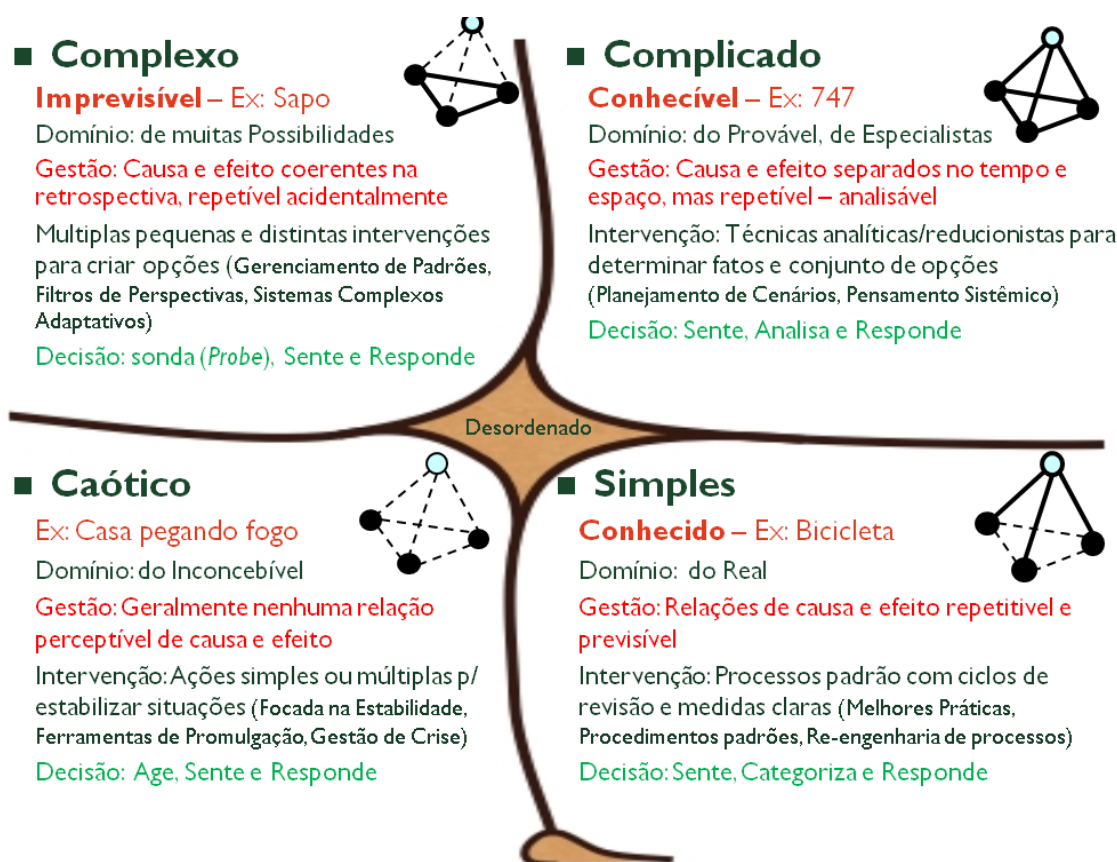 ■ Complexo
Imprevisível – Ex: Sapo
Domínio: de muitas Possibilidades
Gestão: Causa e efeito coerentes na
retrospectiva, repetível acidentalmente
Multiplas pequenas e distintas intervenções
para criar opções (Gerenciamento de Padrões,
Filtros de Perspectivas, Sistemas Complexos
Adaptativos)
Decisão: sonda (Probe), Sente e Responde
■ Complicado
Conhecível – Ex: 747
Domínio: do Provável, de Especialistas
Gestão: Causa e efeito separados no tempo e
espaço, mas repetível – analisável
Intervenção: Técnicas analíticas/reducionistas para
determinar fatos e conjunto de opções
(Planejamento de Cenários, Pensamento Sistêmico)
Decisão: Sente, Analisa e Responde
Desordenado
■ Caótico
Ex: Casa pegando fogo
Domínio: do Inconcebível
Gestão: Geralmente nenhuma relação
perceptível de causa e efeito
Intervenção: Ações simples ou múltiplas p/
estabilizar situações (Focada na Estabilidade,
Ferramentas de Promulgação, Gestão de Crise)
Decisão: Age, Sente e Responde
■ Simples
Conhecido – Ex: Bicicleta
Domínio: do Real
Gestão: Relações de causa e efeito repetitivel e
previsível
Intervenção: Processos padrão com ciclos de
revisão e medidas claras (Melhores Práticas,
Procedimentos padrões, Re-engenharia de processos)
Decisão: Sente, Categoriza e Responde